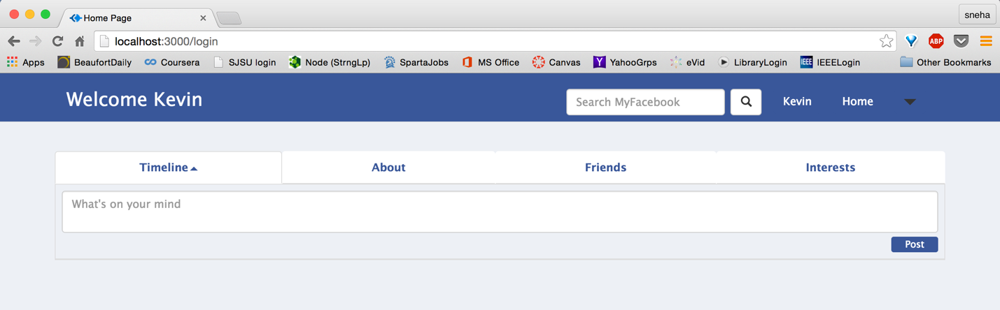 Home Page
sneha
localhost:3000/login
ABP
Apps BeaufortDaily Coursera SJSU login Node (StrngLp) SpartaJobs MS Office Canvas YahooGrps eVid LibraryLogin IEEE IEEELogin Other Bookmarks
Welcome Kevin Search MyFacebook Kevin Home
Timeline About Friends Interests
What's on your mind
Post